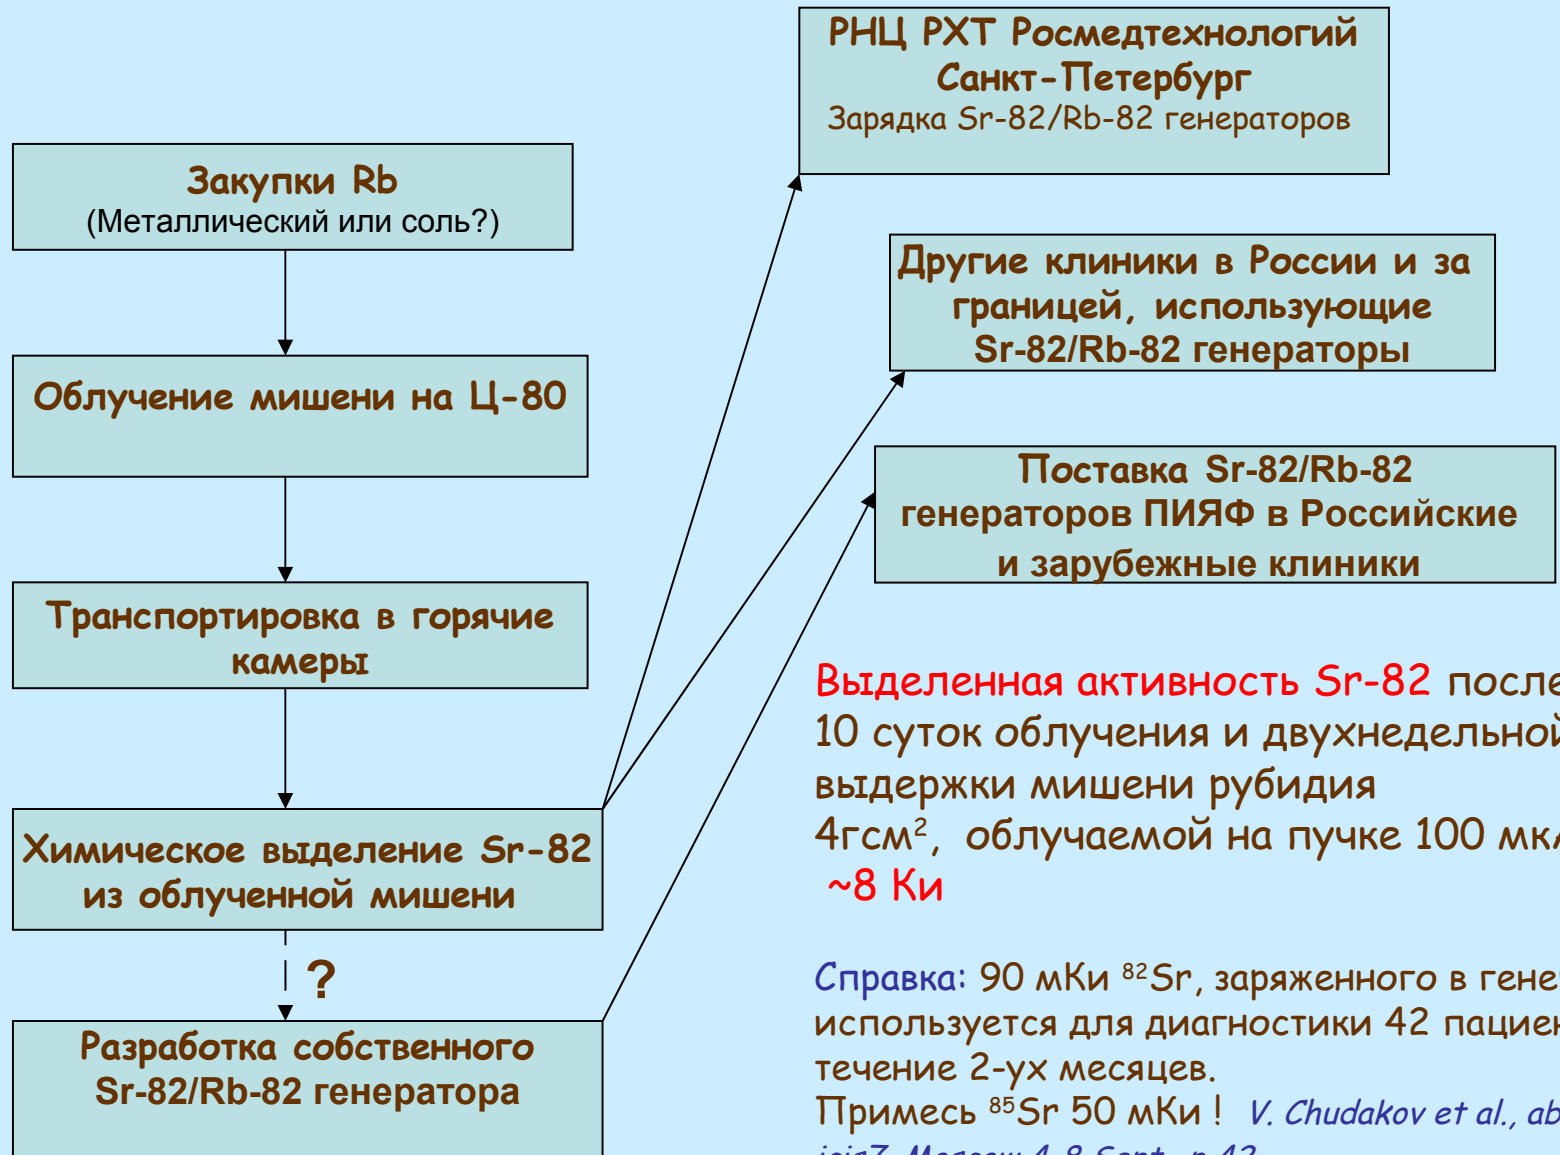 РНЦ РХТ Росмедтехнологий
Санкт-Петербург
Зарядка Sr-82/Rb-82 генераторов
Закупки Rb
(Металлический или соль?)
Другие клиники в России и за
границей, использующие
Sr-82/Rb-82 генераторы
Облучение мишени на Ц-80
Поставка Sr-82/Rb-82
генераторов ПИЯФ в Российские
и зарубежные клиники
Транспортировка в горячие
камеры
Химическое выделение Sr-82
из облученной мишени
?
Разработка собственного
Sr-82/Rb-82 генератора
Выделенная активность Sr-82 после
10 суток облучения и двухнедельной
выдержки мишени рубидия
4гсм², облучаемой на пучке 100
~8 Ки
Справка: 90 мКи ⁸²Sr, заряженного в
используется для диагностики 42
течение 2-ух месяцев.
Примесь ⁸⁵Sr 50 мКи ! V. Chudakov et al.,